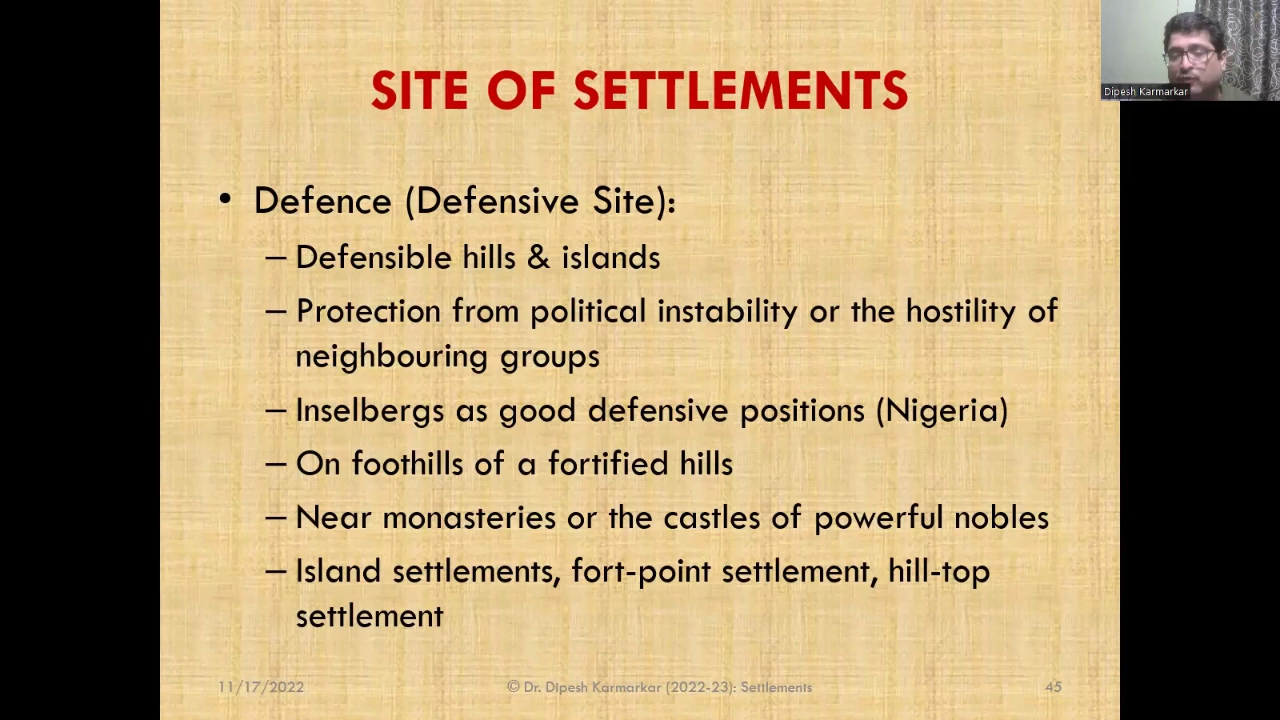 SITE OF SETTLEMENTS
Dipesh Karmarkar
• Defence (Defensive Site):
– Defensible hills & islands
– Protection from political instability or the hostility of
neighbouring groups
– Inselbergs as good defensive positions (Nigeria)
– On foothills of a fortified hills
– Near monasteries or the castles of powerful nobles
– Island settlements, fort-point settlement, hill-top
settlement
11/17/2022
© Dr. Dipesh Karmarkar (2022-23): Settlements
45